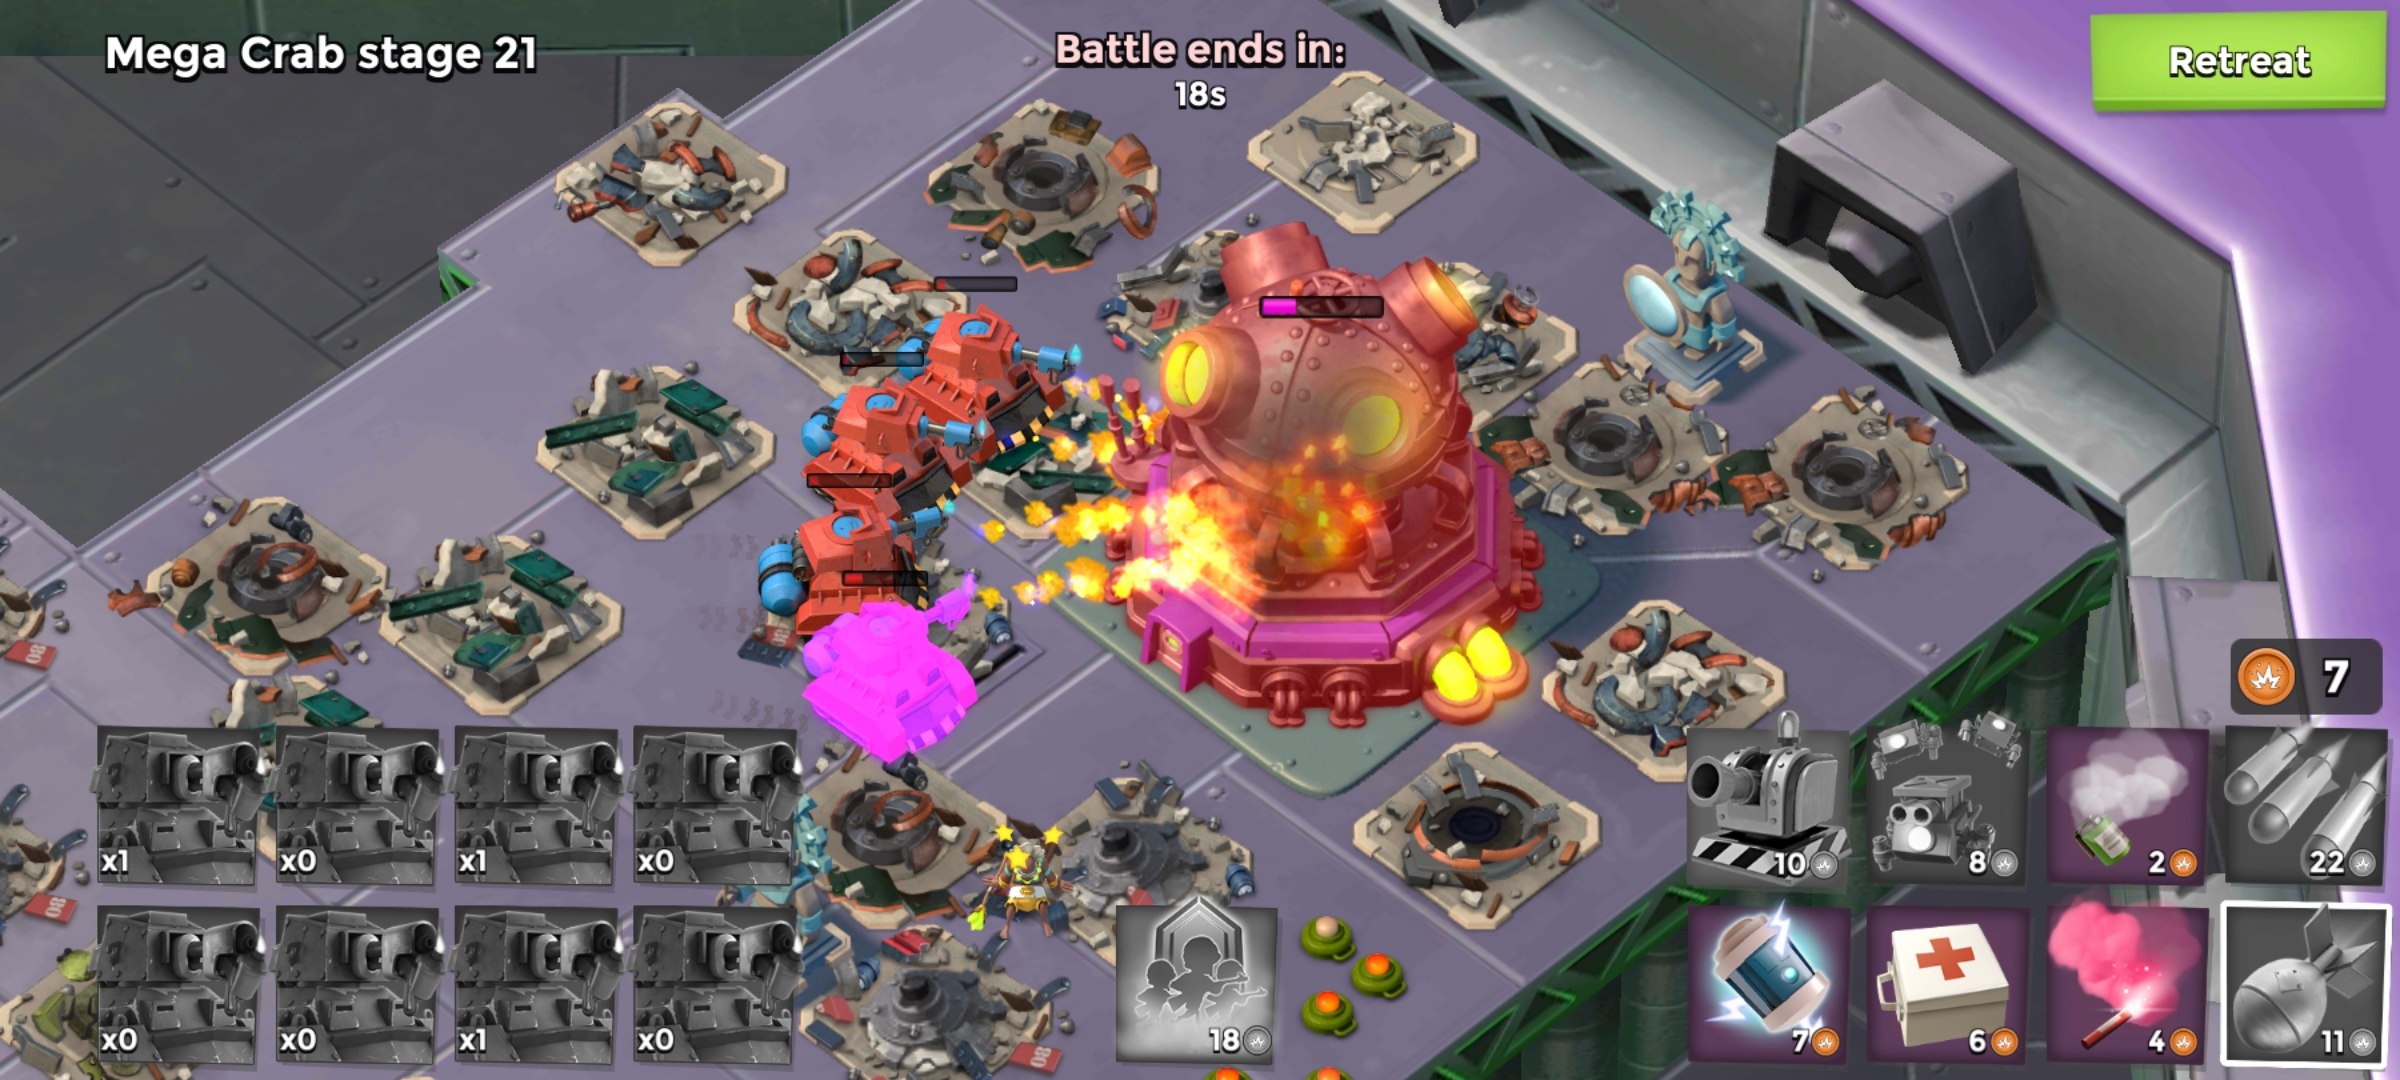 Mega Crab stage 21
Battle ends in:
18s
Retreat
7
x1
x0
x1
x0
10
8
2
22
x0
x0
x1
x0
18
7
6
4
11